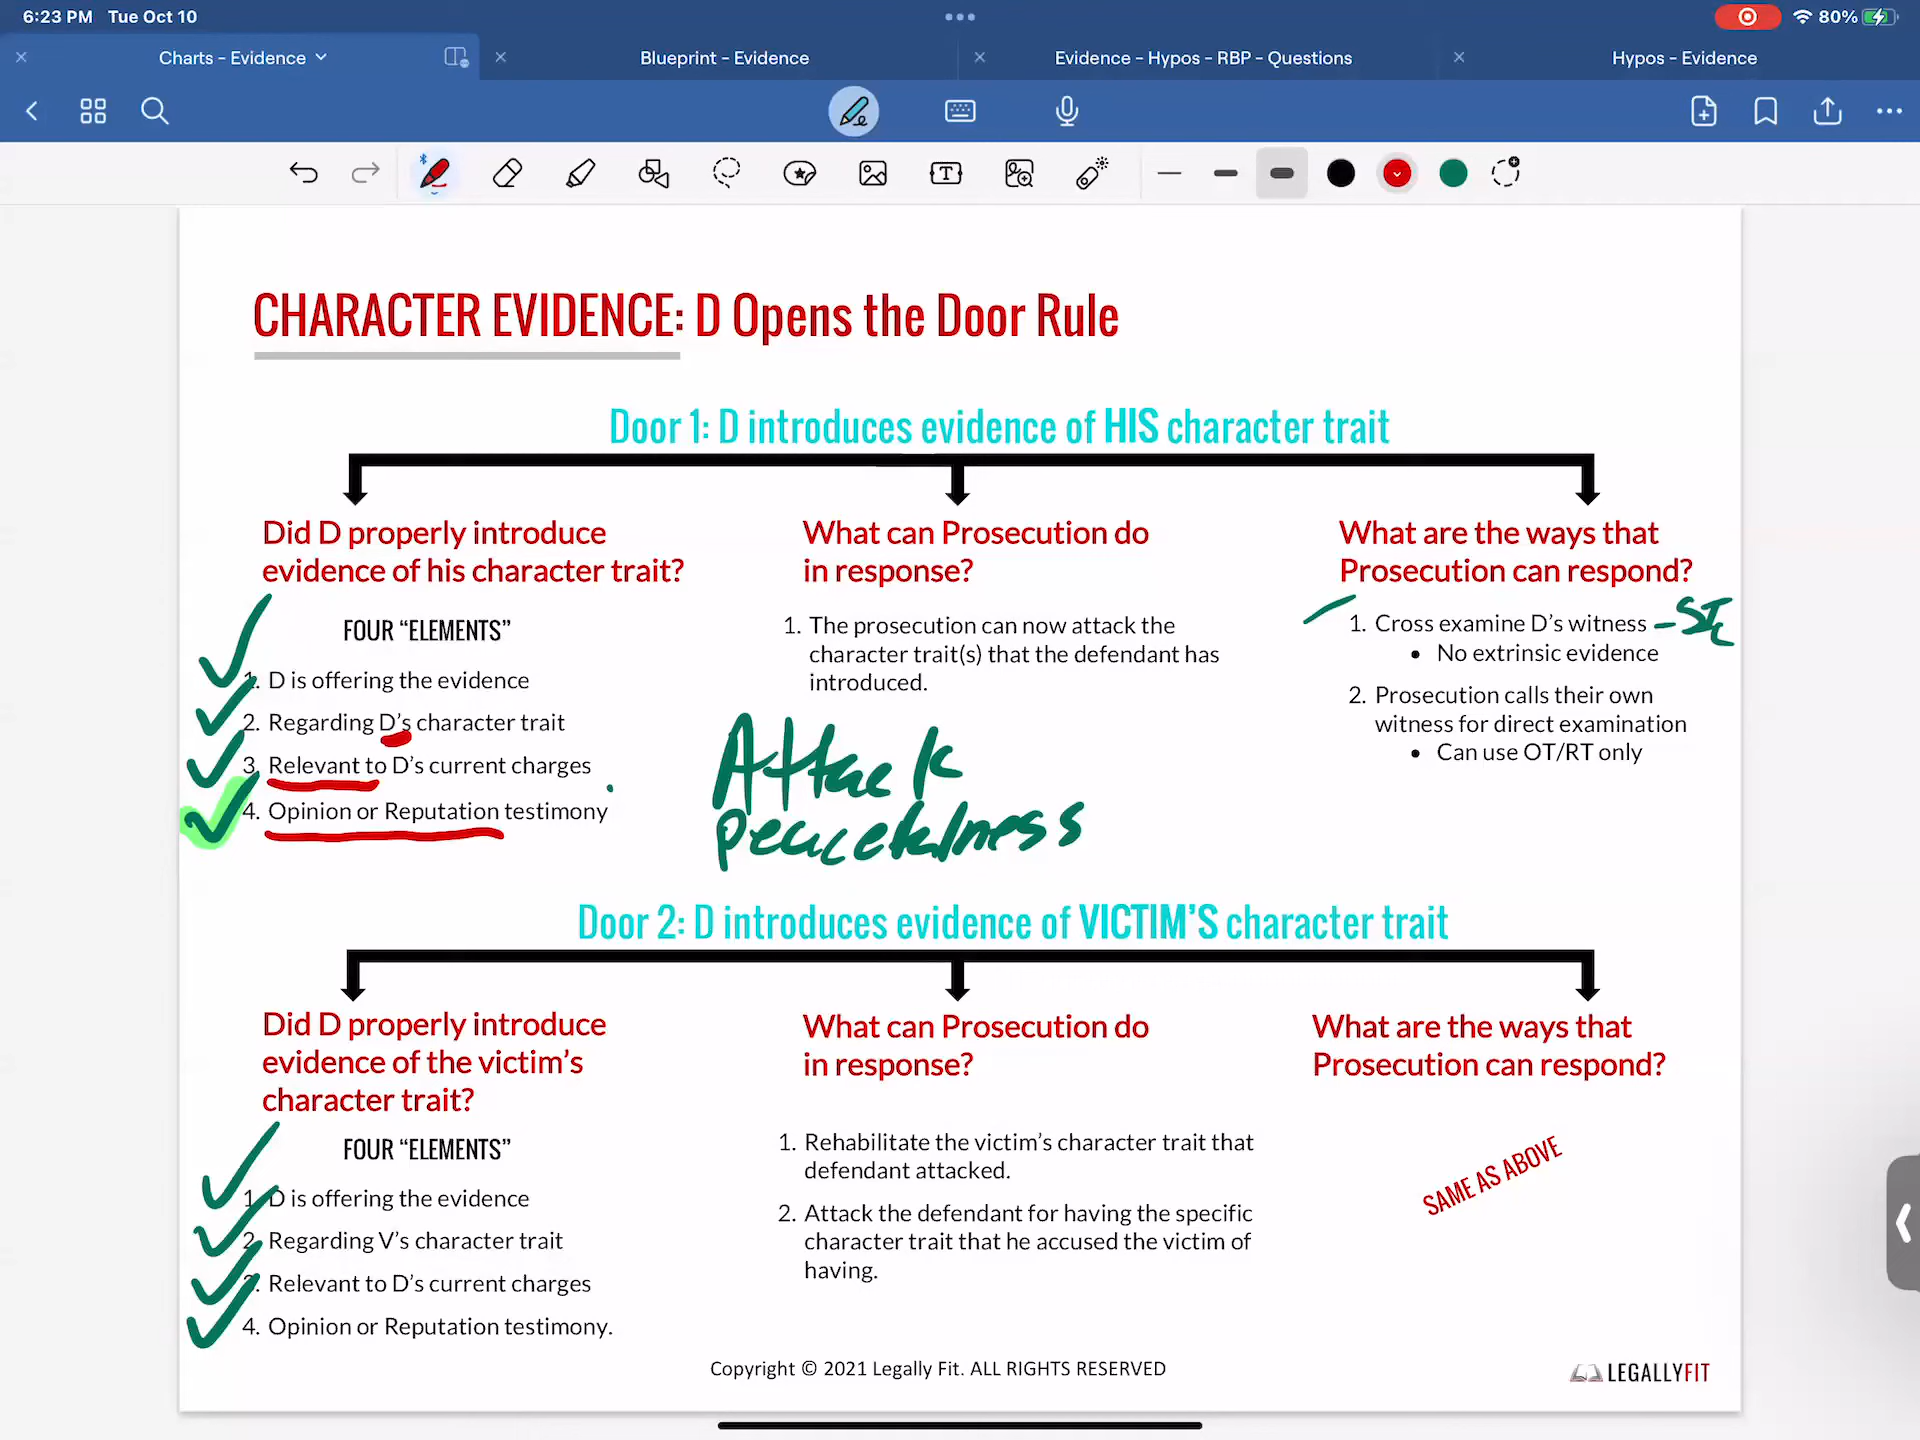 6:23 PM Tue Oct 10
80%
Charts - Evidence
Blueprint - Evidence
Evidence - Hypos - RBP - Questions
Hypos - Evidence
CHARACTER EVIDENCE: D Opens the Door Rule
Door 1: D introduces evidence of HIS character trait
Did D properly introduce
evidence of his character trait?
FOUR “ELEMENTS”
1. D is offering the evidence
2. Regarding D’s character trait
3. Relevant to D’s current charges
4. Opinion or Reputation testimony
What can Prosecution do
in response?
1. The prosecution can now attack the
character trait(s) that the defendant has
introduced.
Attack
peacefulness
What are the ways that
Prosecution can respond?
1. Cross examine D’s witness
• No extrinsic evidence
2. Prosecution calls their own
witness for direct examination
• Can use OT/RT only
Door 2: D introduces evidence of VICTIM’S character trait
Did D properly introduce
evidence of the victim’s
character trait?
FOUR “ELEMENTS”
1. D is offering the evidence
2. Regarding V’s character trait
3. Relevant to D’s current charges
4. Opinion or Reputation testimony.
What can Prosecution do
in response?
1. Rehabilitate the victim’s character trait that
defendant attacked.
2. Attack the defendant for having the specific
character trait that he accused the victim of
having.
What are the ways that
Prosecution can respond?
SAME AS ABOVE
Copyright © 2021 Legally Fit. ALL RIGHTS RESERVED
LEGALLYFIT